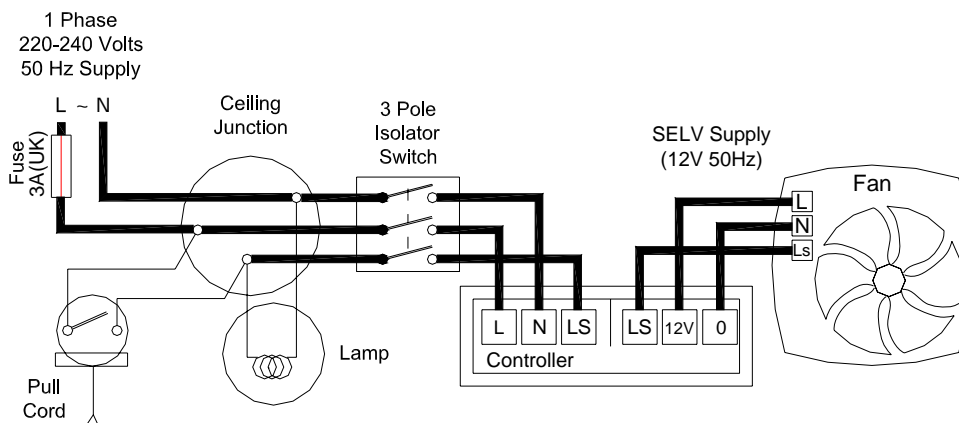 1 Phase
220-240 Volts
50 Hz Supply
L ~ N
Fuse
3A(UK)
Ceiling
Junction
3 Pole
Isolator
Switch
SELV Supply
(12V 50Hz)
Fan
L
N
Ls
L N LS LS 12V 0
Controller
Lamp
Pull
Cord